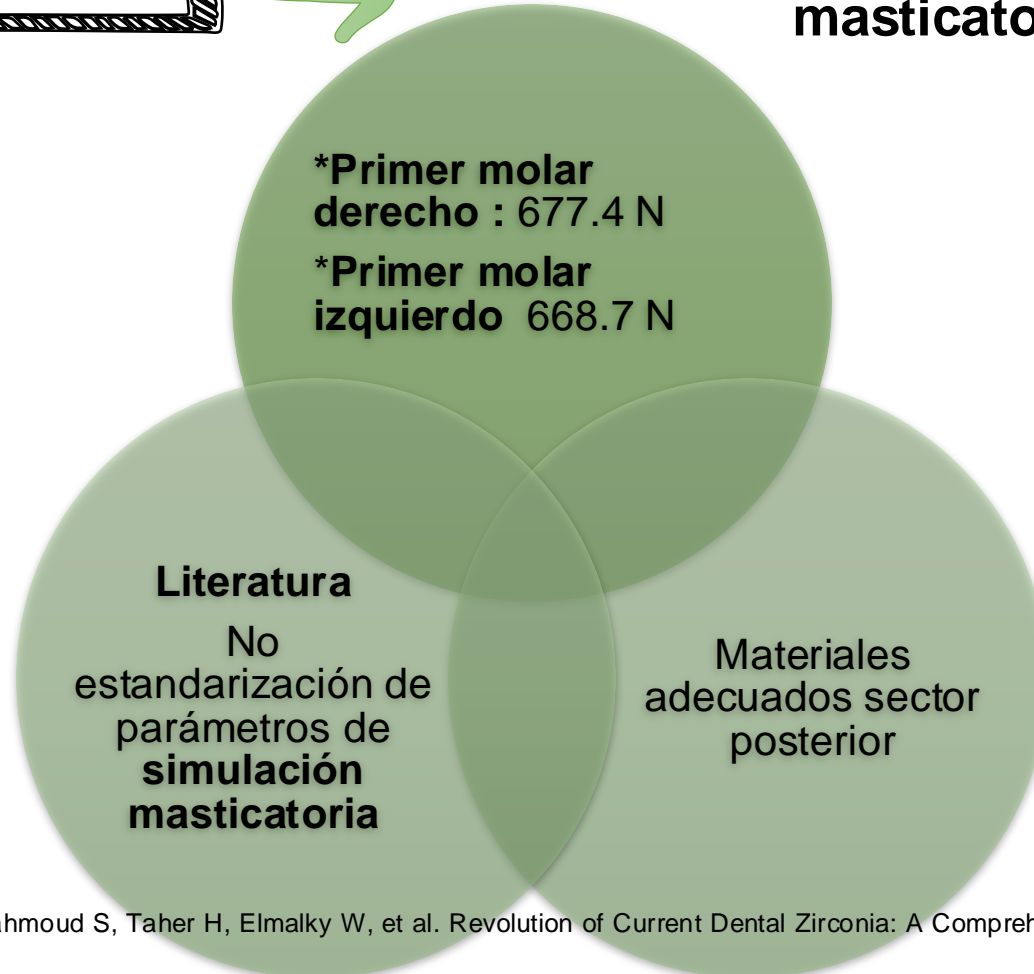 masticato
*Primer molar
derecho : 677.4 N
*Primer molar
izquierdo 668.7 N
Literatura
No
estandarización de
parámetros de
simulación
masticatoria
Materiales
adecuados sector
posterior
ahmoud S, Taher H, Elmalky W, et al. Revolution of Current Dental Zirconia: A Compreh